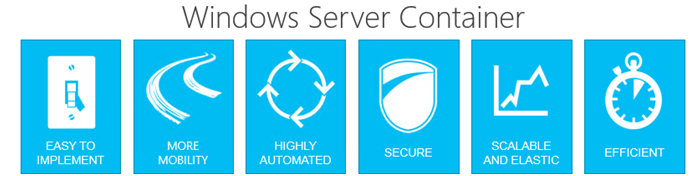 Windows Server Container
EASY TO
IMPLEMENT
MORE
MOBILITY
HIGHLY
AUTOMATED
SECURE
SCALABLE
AND ELASTIC
EFFICIENT